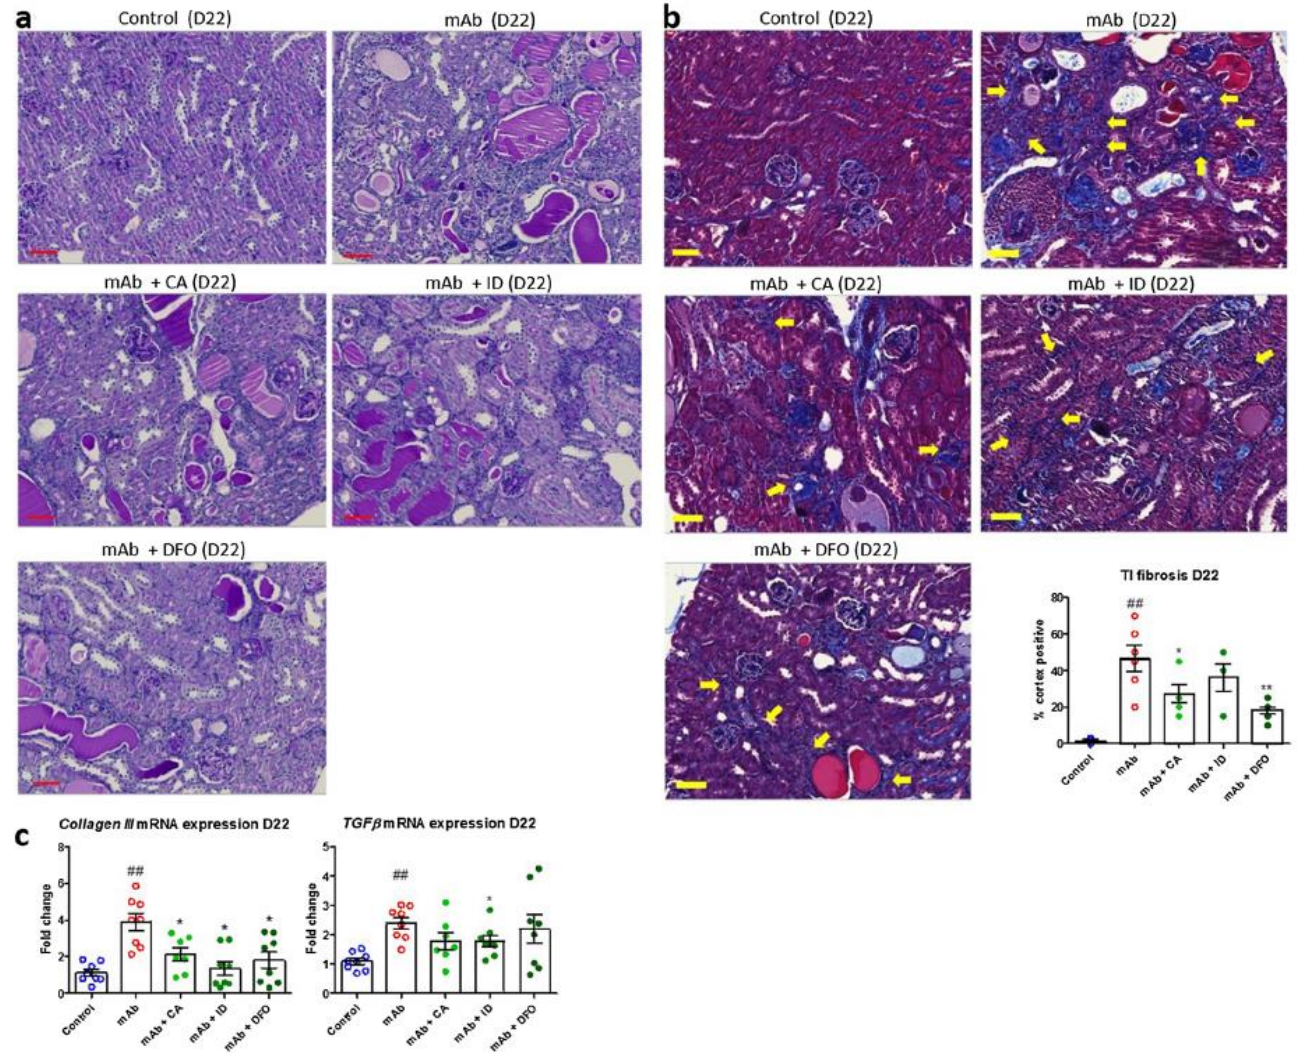 a
Control (D22)
mAb (D22)
mAb + CA (D22)
mAb + ID (D22)
mAb + DFO (D22)
b
Control (D22)
mAb (D22)
mAb + CA (D22)
mAb + ID (D22)
mAb + DFO (D22)
TI fibrosis D22
% cortex positive
80
60
40
20
0
##
*
**
Control
mAb
mAb + CA
mAb + ID
mAb + DFO
c
Collagen III mRNA expression D22
Fold change
8
6
4
2
0
##
*
*
*
Control
mAb
mAb + CA
mAb + ID
mAb + DFO
TGFβ mRNA expression D22
Fold change
5
4
3
2
1
0
##
*
Control
mAb
mAb + CA
mAb + ID
mAb + DFO